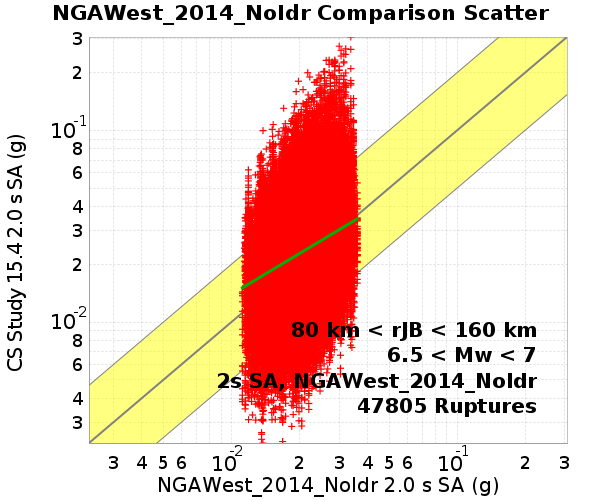 NGAWest_2014_NoIdr Comparison Scatter
CS Study 15.4 2.0 s SA (g)
3
2
10-1
8
6
4
3
2
10-2
8
6
4
3
80 km < rJB < 160 km
6.5 < Mw < 7
2s SA, NGAWest_2014_NoIdr
47805 Ruptures
3 4 5 6 10-2 2 3 4 5 6 10-1 2 3
NGAWest_2014_NoIdr 2.0 s SA (g)